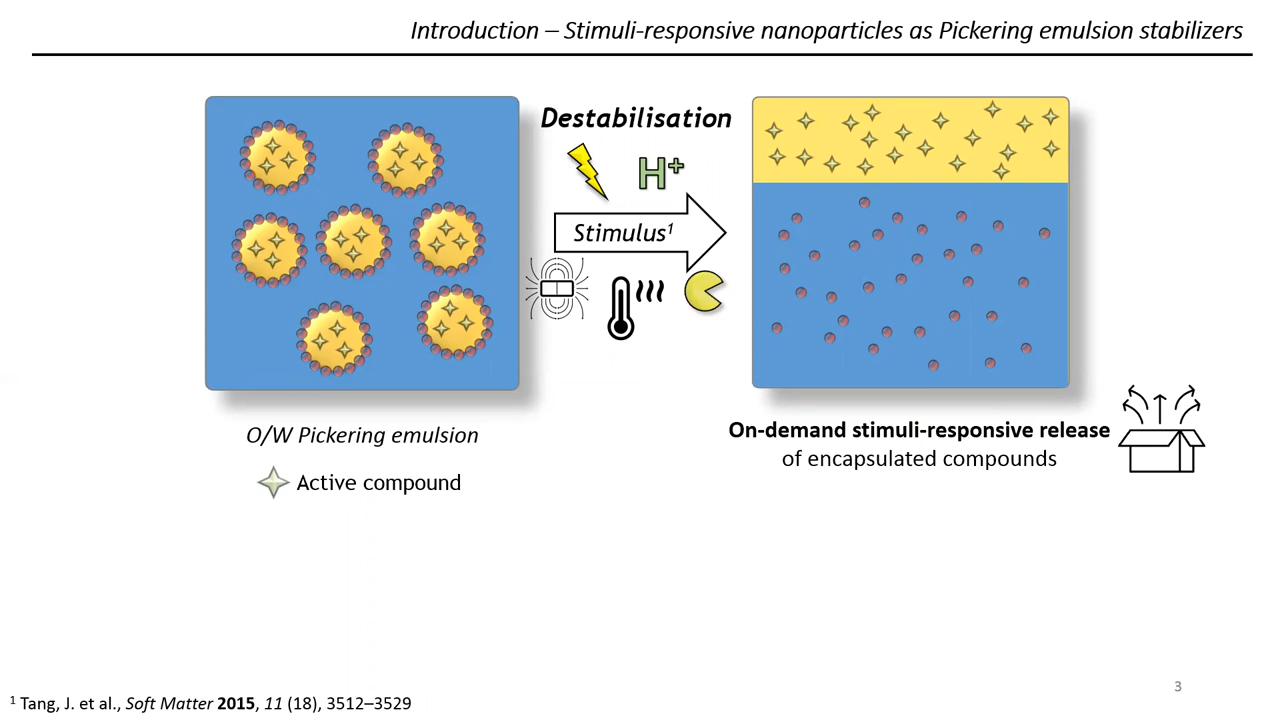 Introduction – Stimuli-responsive nanoparticles as Pickering emulsion stabilizers
Destabilisation
H+
Stimulus1
O/W Pickering emulsion
Active compound
On-demand stimuli-responsive release
of encapsulated compounds
3
1 Tang, J. et al., Soft Matter 2015, 11 (18), 3512–3529